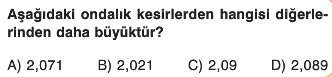 Aşağıdaki ondalık kesirlerden hangisi diğerle-
rinden daha büyüktür?
A) 2,071 B) 2,021 C) 2,09 D) 2,089